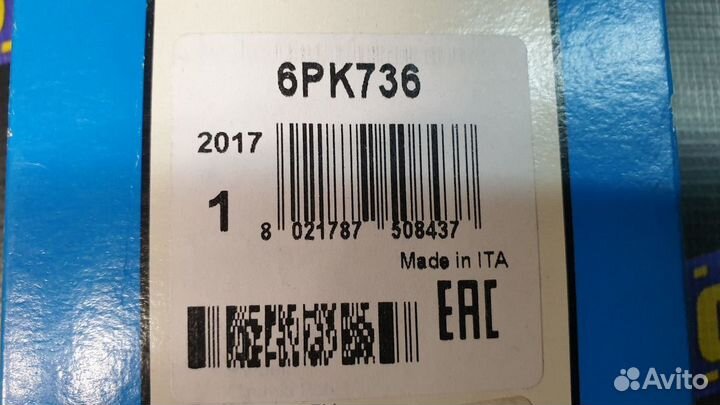 6PK736
2017
1
8 021787 508437
Made in ITA
EAC
Avito